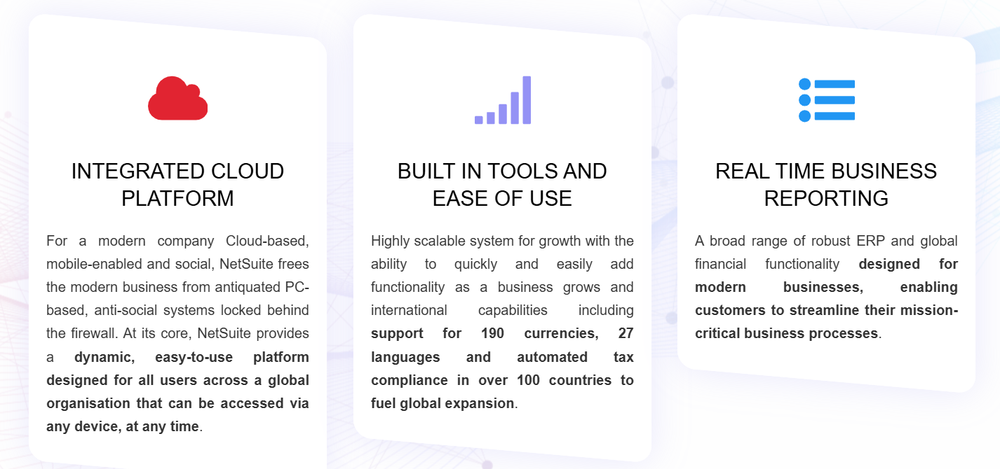 INTEGRATED CLOUD
PLATFORM
For a modern company Cloud-based,
mobile-enabled and social, NetSuite frees
the modern business from antiquated PC-
based, anti-social systems locked behind
the firewall. At its core, NetSuite provides
a dynamic, easy-to-use platform
designed for all users across a global
organisation that can be accessed via
any device, at any time.
BUILT IN TOOLS AND
EASE OF USE
Highly scalable system for growth with the
ability to quickly and easily add
functionality as a business grows and
international capabilities including
support for 190 currencies, 27
languages and automated tax
compliance in over 100 countries to
fuel global expansion.
REAL TIME BUSINESS
REPORTING
A broad range of robust ERP and global
financial functionality designed for
modern businesses, enabling
customers to streamline their mission-
critical business processes.